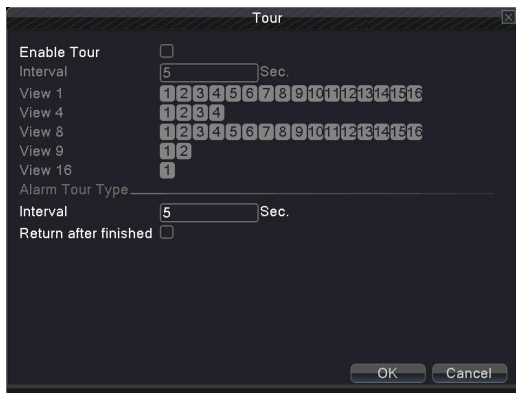 Tour
Enable Tour
Interval 5 Sec.
View 1 1 2 3 4 5 6 7 8 9 10 11 12 13 14 15 16
View 4 1 2 3 4
View 8 1 2 3 4 5 6 7 8 9 10 11 12 13 14 15 16
View 9 1 2
View 16 1
Alarm Tour Type
Interval 5 Sec.
Return after finished
OK Cancel